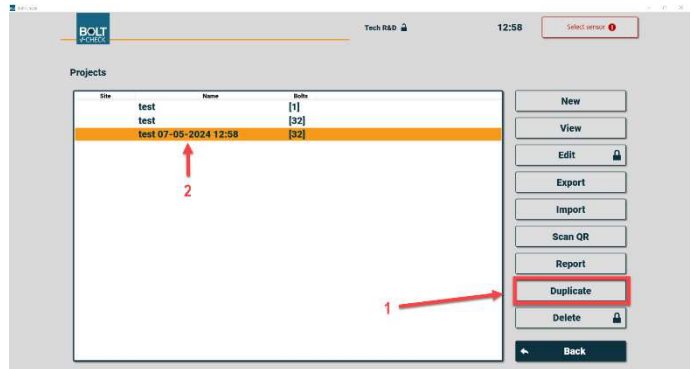 BOLT
CHECK
Tech R&D
12:58
Select sensor
Projects
Site Name Bolts
test [1]
test [32]
test 07-05-2024 12:58 [32]
2
1
New
View
Edit
Export
Import
Scan QR
Report
Duplicate
Delete
Back